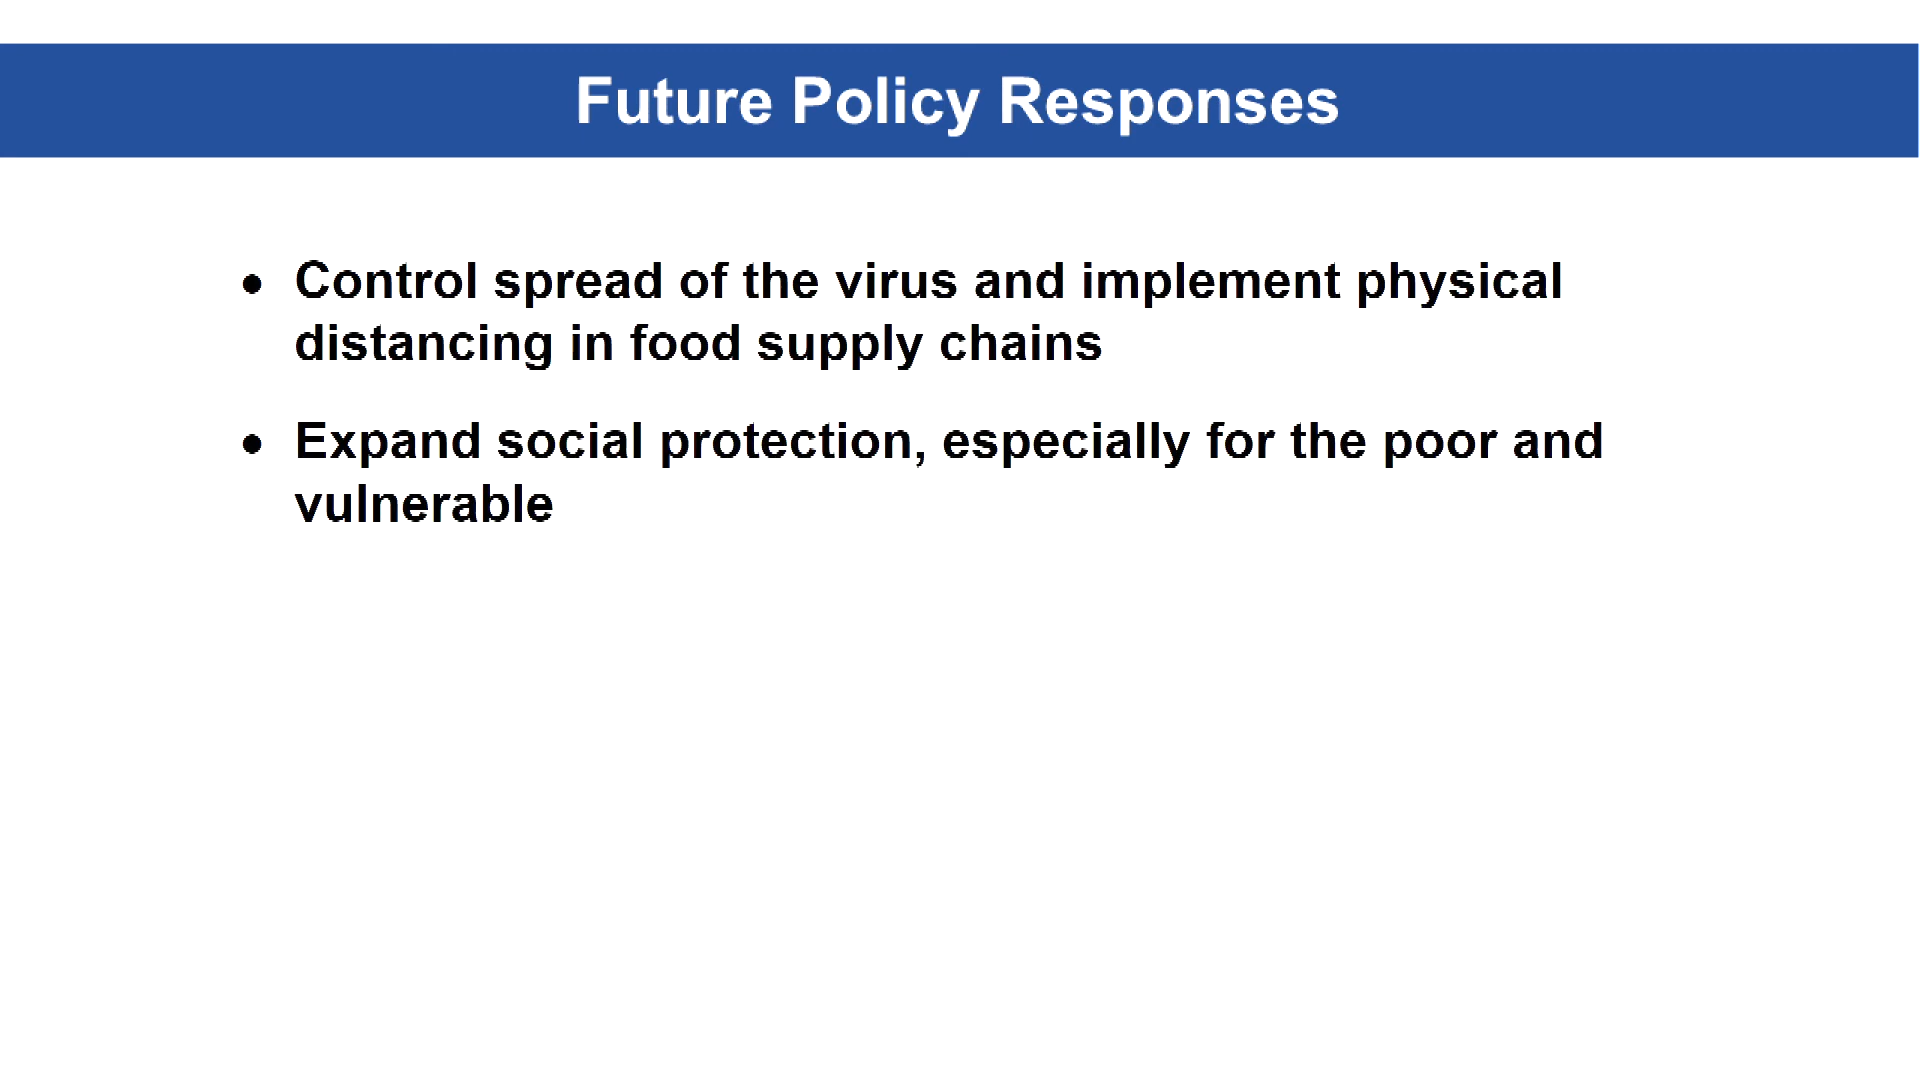 Future Policy Responses
• Control spread of the virus and implement physical
distancing in food supply chains
• Expand social protection, especially for the poor and
vulnerable